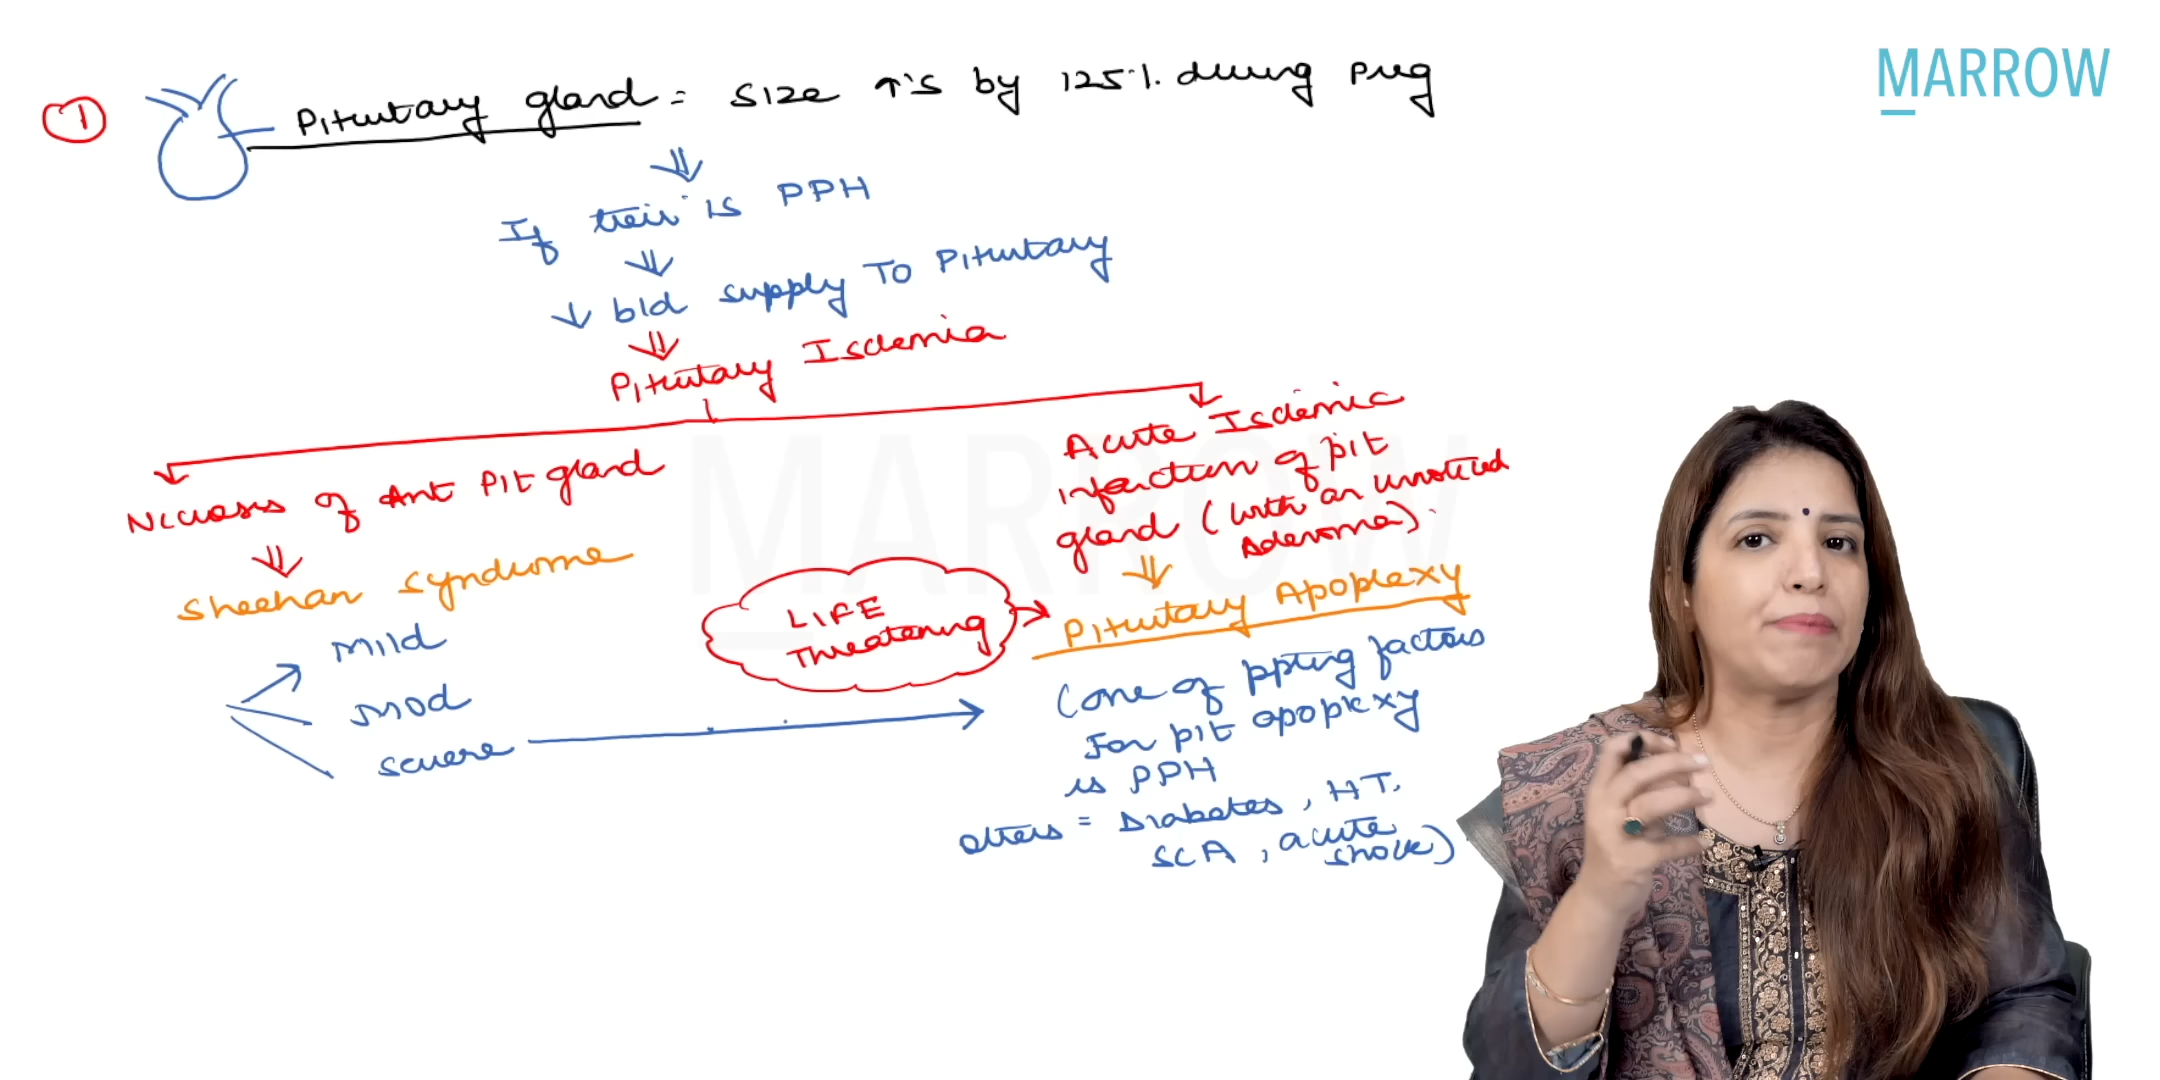 MARROW
1 Pituitary gland = Size ↑'s by 125% during preg
⇓
If their is PPH
⇓
↓ bld supply To Pituitary
⇓
Pituitary Ischemia
Necrosis of Ant Pit gland
⇓
Sheehan Syndrome
Mild
Mod
Severe
LIFE
Threatening
Acute Ischemic
infarction of pit
gland (with an unnoticed
Adenoma).
⇓
Pituitary Apoplexy
(one of ppting factors
For pit apoplexy
is PPH
others = Diabetes, HT,
SCA, acute
shock)
MARROW